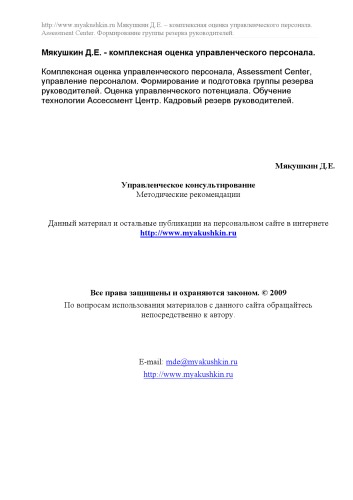 http://www.myakushkin.ru Мякушкин Д.Е. – комплексная оценка управленческого персонала.
Assessment Center. Формирование группы резерва руководителей.
Мякушкин Д.Е. - комплексная оценка управленческого персонала.
Комплексная оценка управленческого персонала, Assessment Center,
управление персоналом. Формирование и подготовка группы резерва
руководителей. Оценка управленческого потенциала. Обучение
технологии Ассессмент Центр. Кадровый резерв руководителей.
Мякушкин Д.Е.
Управленческое консультирование
Методические рекомендации
Данный материал и остальные публикации на персональном сайте в интернете
http://www.myakushkin.ru
Все права защищены и охраняются законом. © 2009
По вопросам использования материалов с данного сайта обращайтесь
непосредственно к автору.
E-mail: mde@myakushkin.ru
http://www.myakushkin.ru